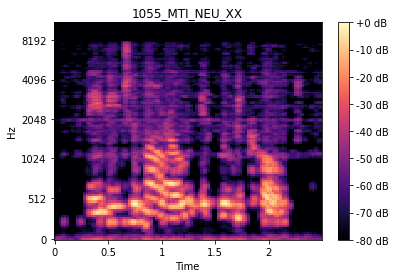 1055_MTI_NEU_XX
+0 dB
8192
-10 dB
4096
-20 dB
-30 dB
2048
Hz
-40 dB
1024
-50 dB
512
-60 dB
-70 dB
0
-80 dB
0
0.5
1
1.5
2
Time